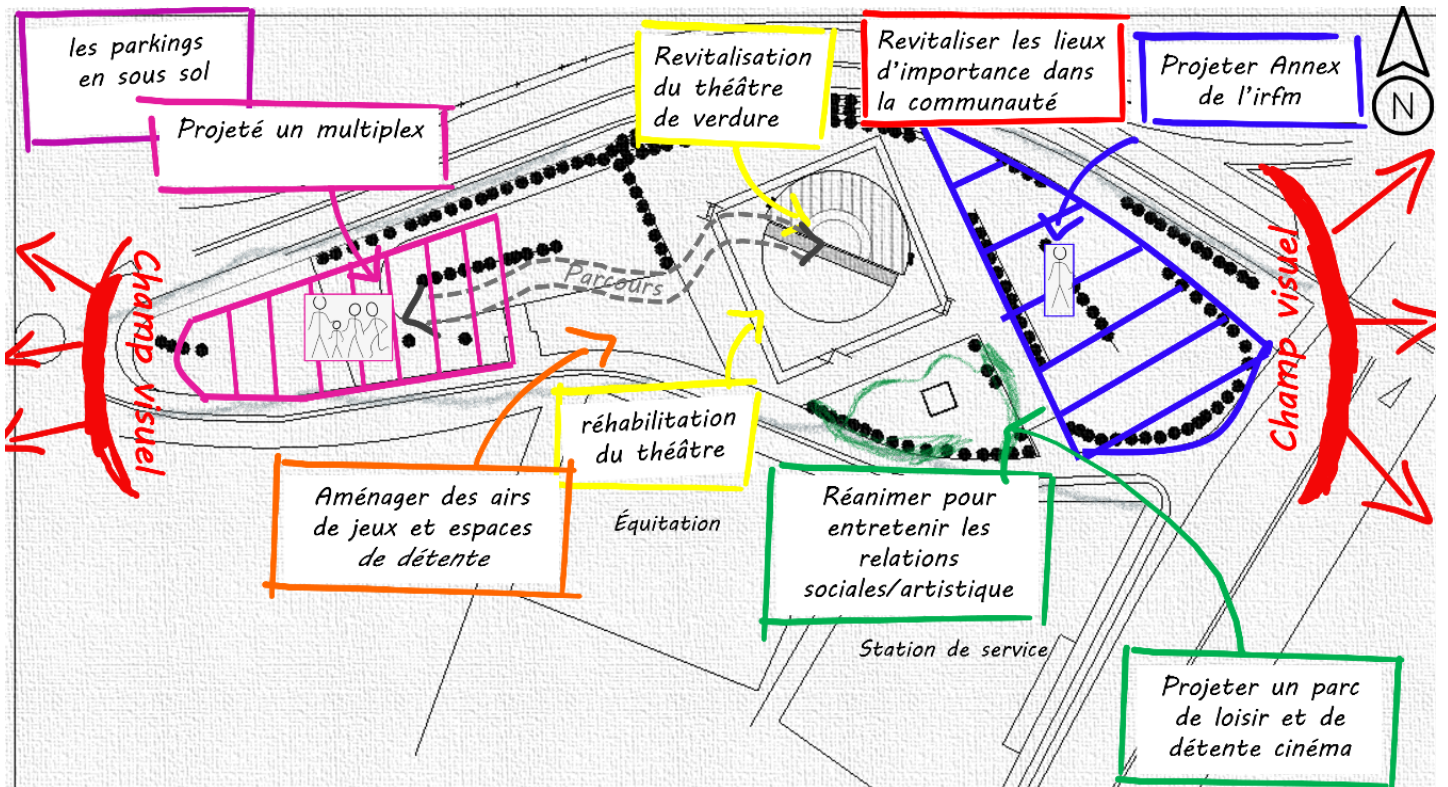 les parkings
en sous sol
Projeté un multiplex
Revitalisation
du théâtre
de verdure
Revitaliser les lieux
d'importance dans
la communauté
Projeter Annex
de l'irfm
N
Champ visuel
Parcours
Champ visuel
réhabilitation
du théâtre
Aménager des airs
de jeux et espaces
de détente
Équitation
Réanimer pour
entretenir les
relations
sociales/artistique
Station de service
Projeter un parc
de loisir et de
détente cinéma